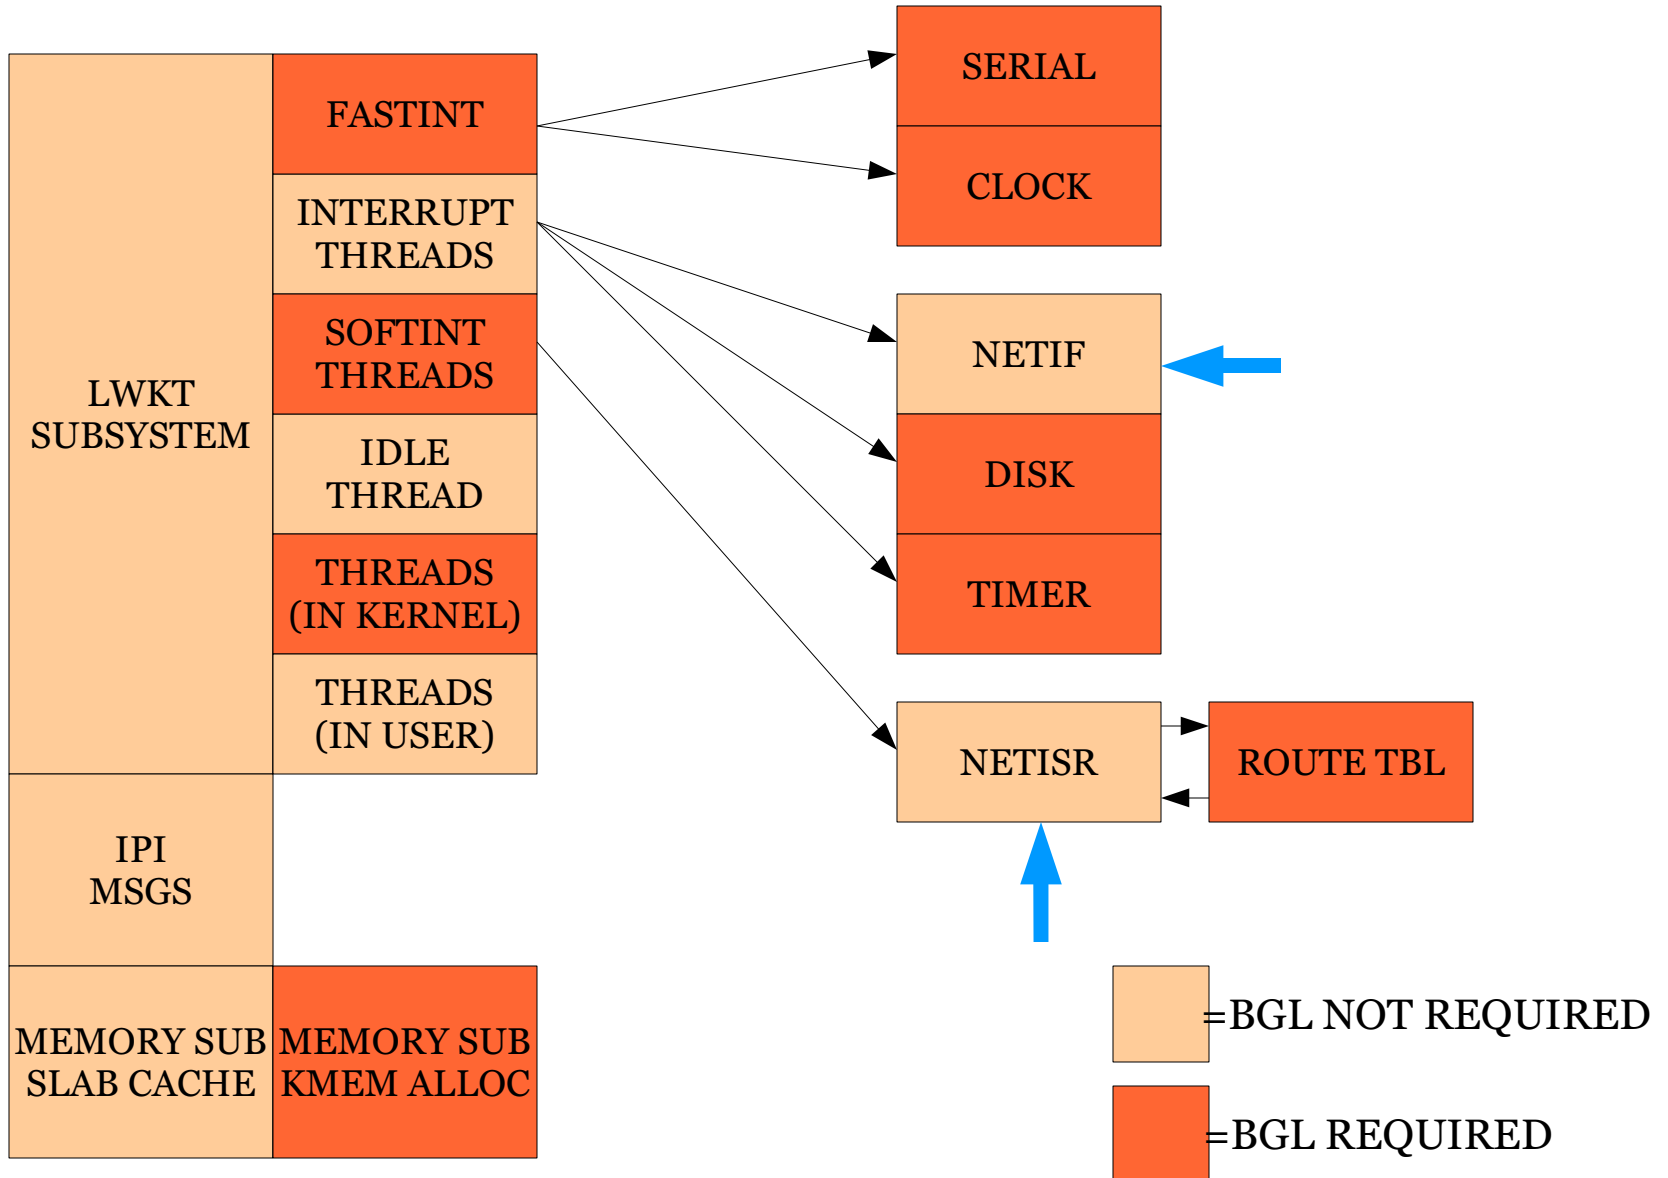 LWKT
SUBSYSTEM
FASTINT
INTERRUPT
THREADS
SOFTINT
THREADS
IDLE
THREAD
THREADS
(IN KERNEL)
THREADS
(IN USER)
IPI
MSGS
MEMORY SUB
SLAB CACHE
MEMORY SUB
KMEM ALLOC
SERIAL
CLOCK
NETIF
DISK
TIMER
NETISR
ROUTE TBL
=BGL NOT REQUIRED
=BGL REQUIRED